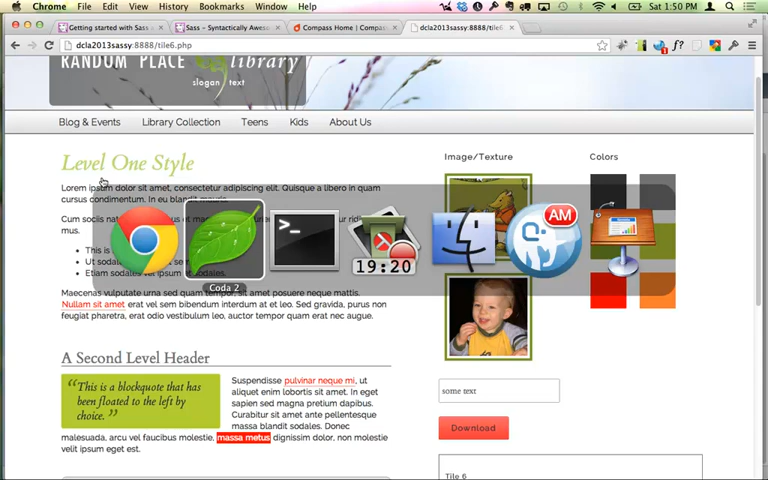 Chrome File Edit View History Bookmarks Window Help Sat 1:50 PM
Getting started with Sass a
Sass - Syntactically Awesom
Compass Home | Compass
dcla2013sassy:8888/tile6
dcla2013sassy:8888/tile6.php
RANDOM PLACE library
slogan text
Blog & Events Library Collection Teens Kids About Us
Level One Style
Lorem ipsum dolor sit amet, consectetur adipiscing elit. Quisque a libero in quam
cursus condimentum. In eu blandit mauris.
Cum sociis
mus.
This is
Ut soda
Etiam sodales
Maecenas vulputate urna sed quam tempor, sit amet posuere neque mattis.
Nullam sit amet erat vel sem bibendum interdum at et leo. Sed gravida, purus non
feugiat pharetra, erat odio vestibulum lectus, quam tempor quam erat nec augue.
A Second Level Header
“This is a blockquote that has
been floated to the left by
choice.”
Suspendisse pulvinar neque mi, ut
aliquet enim lobortis sit amet. In eget
sapien sed magna pretium dapibus.
Curabitur sit amet ante pellentesque
massa blandit sodales. Donec
malesuada, arcu vel faucibus molestie, massa metus dignissim dolor, non molestie
velit ipsum eget est.
Image/Texture
Colors
some text
Download
Tile 6
Coda 2
>_
19:20
AM